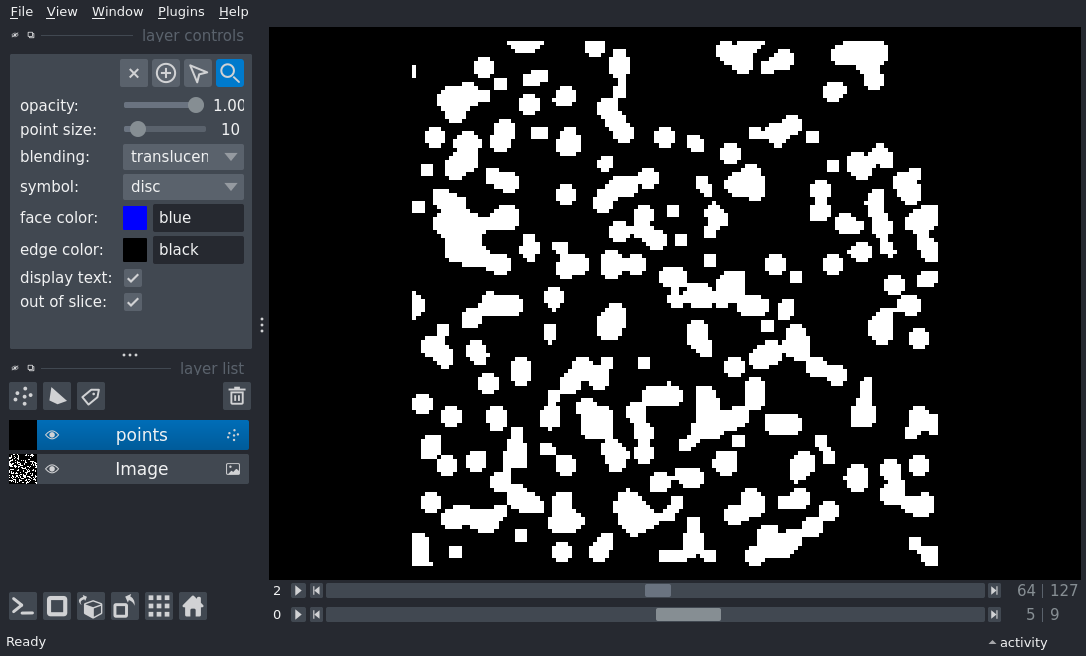 File View Window Plugins Help
layer controls
opacity: 1.00
point size: 10
blending: translucen
symbol: disc
face color: blue
edge color: black
display text:
out of slice:
layer list
points
Image
2 64 127
0 5 9
Ready activity